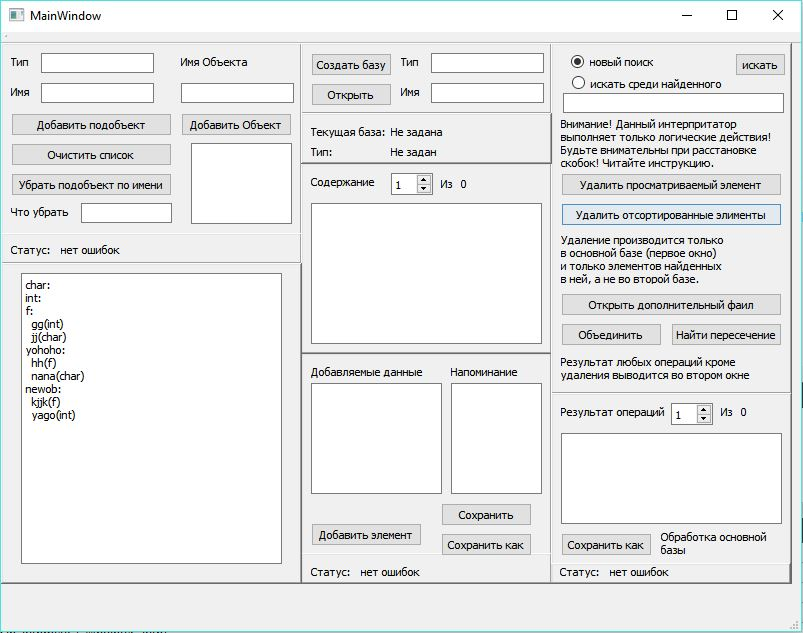 MainWindow
Тип
Имя Объекта
Имя
Добавить подобъект
Добавить Объект
Очистить список
Убрать подобъект по имени
Что убрать
Статус: нет ошибок
char:
int:
f:
gg(int)
jj(char)
yohoho:
hh(f)
nana(char)
newob:
kjjk(f)
yago(int)
Создать базу
Тип
Открыть
Имя
Текущая база: Не задана
Тип: Не задан
Содержание 1 Из 0
Добавляемые данные
Напоминание
Сохранить
Добавить элемент
Сохранить как
Статус: нет ошибок
новый поиск
искать
искать среди найденного
Внимание! Данный интерпритатор
выполняет только логические действия!
Будьте внимательны при расстановке
скобок! Читайте инструкцию.
Удалить просматриваемый элемент
Удалить отсортированные элименты
Удаление производится только
в основной базе (первое окно)
и только элементов найденных
в ней, а не во второй базе.
Открыть дополнительный фаил
Объединить
Найти пересечение
Результат любых операций кроме
удаления выводится во втором окне
Результат операций 1 Из 0
Сохранить как
Обработка основной
базы
Статус: нет ошибок